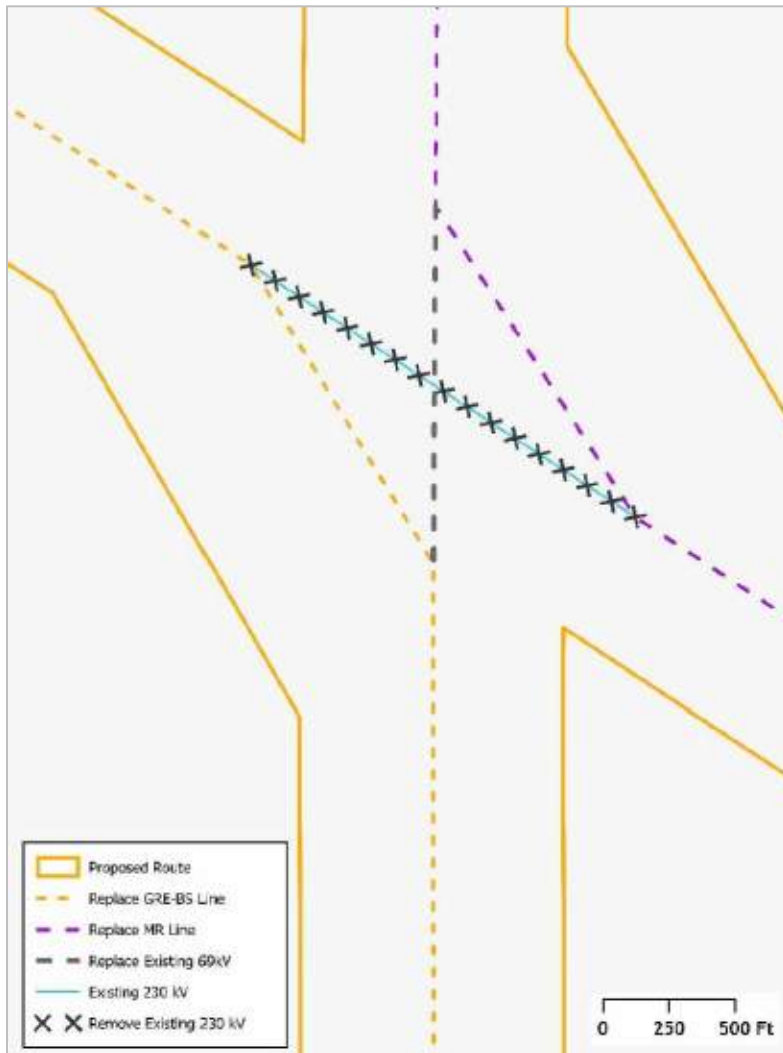 Proposed Route
Replace GRE-BS Line
Replace MR Line
Replace Existing 69kV
Existing 230 kV
Remove Existing 230 kV
0 250 500 Ft